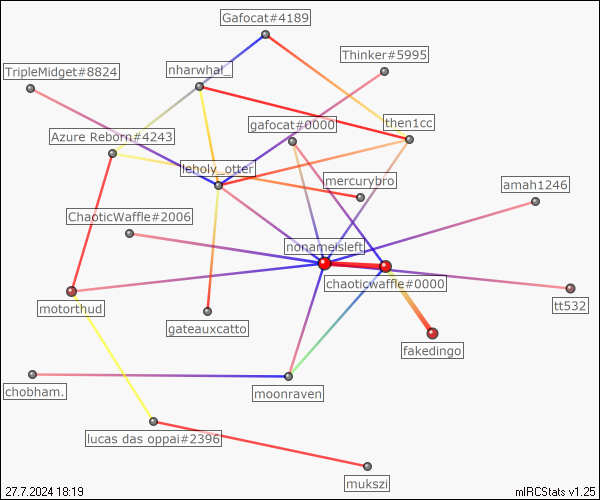 Gafocat#4189
Thinker#5995
TripleMidget#8824
nharwhal_
then1cc
gafocat#0000
Azure Reborn#4243
leholy_otter
mercurybro
amah1246
ChaoticWaffle#2006
nonameisleft
chaoticwaffle#0000
motorthud
tt532
gateauxcatto
fakedingo
chobham.
moonraven
lucas das oppai#2396
mukszi
27.7.2024 18:19
mIRCStats v1.25